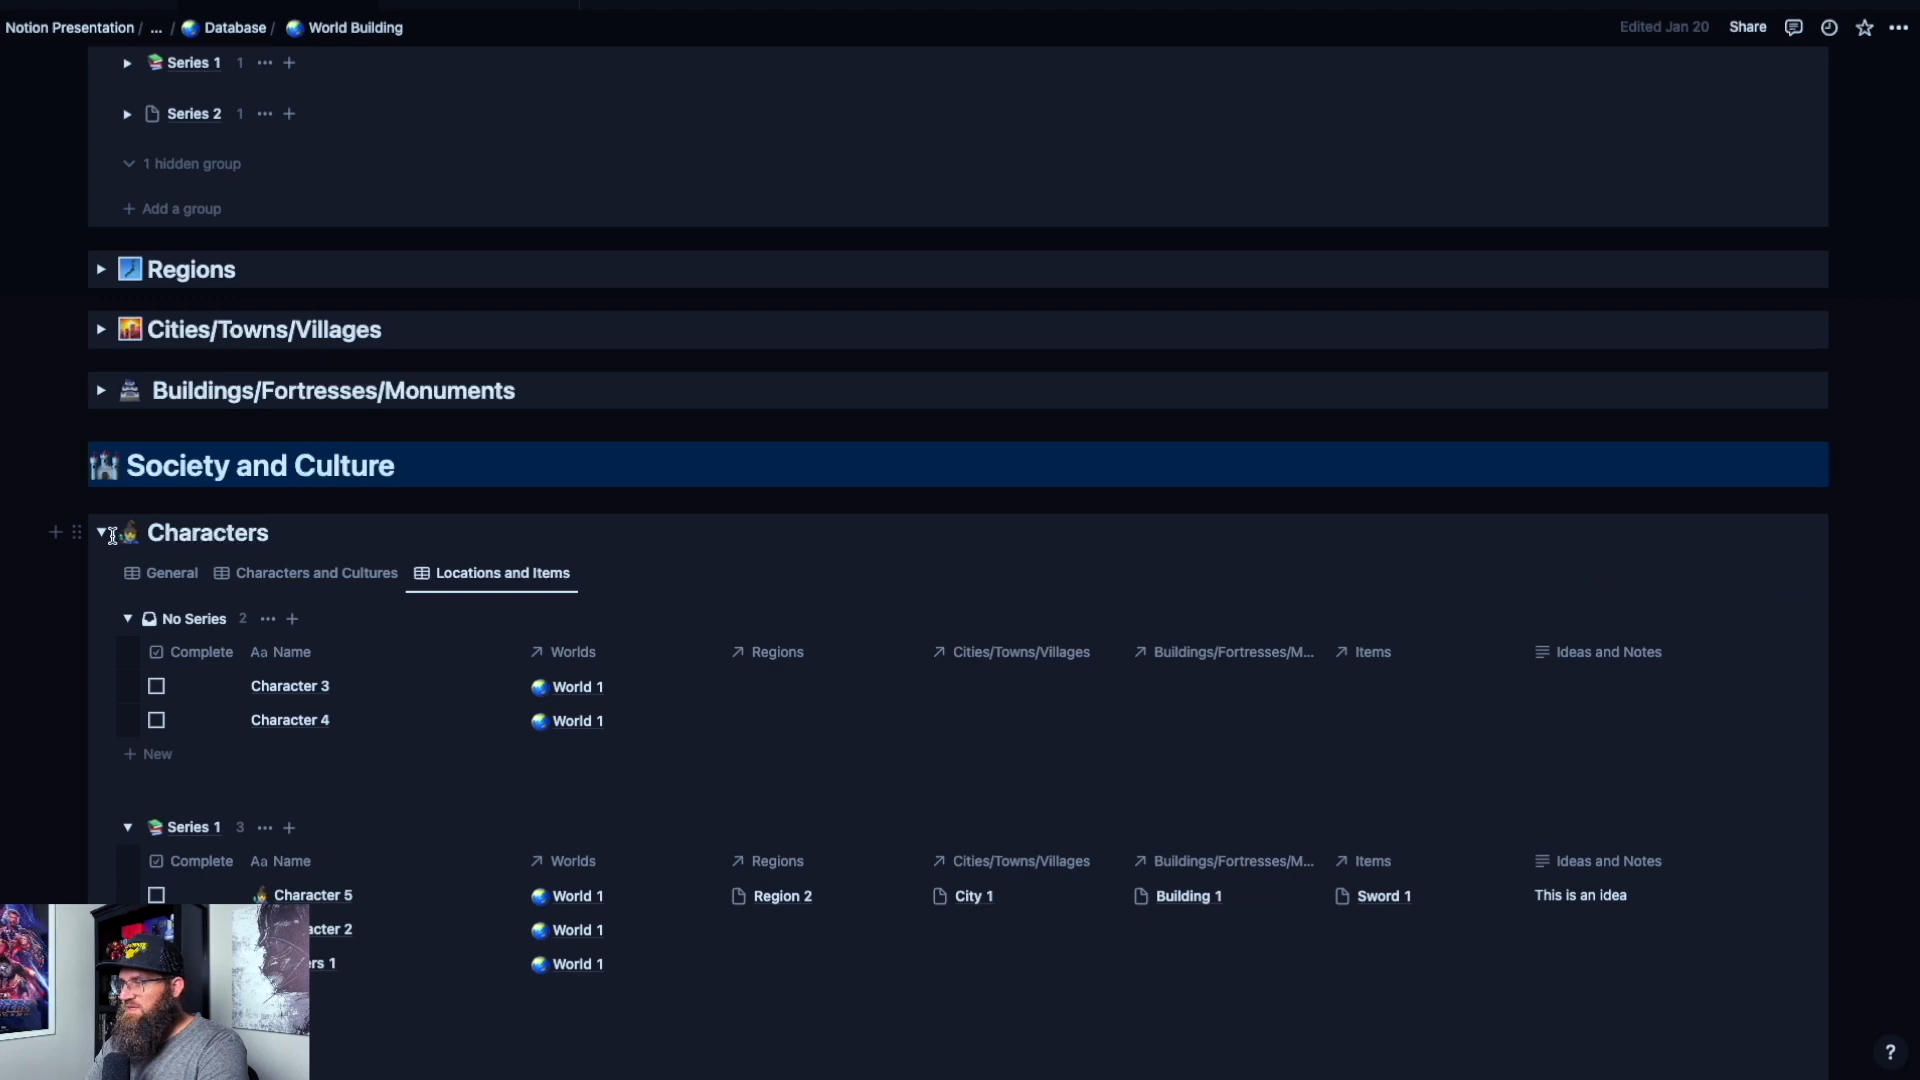 Notion Presentation / ... / Database / World Building
Edited Jan 20 Share
Series 1 1
Series 2 1
1 hidden group
+ Add a group
Regions
Cities/Towns/Villages
Buildings/Fortresses/Monuments
Society and Culture
Characters
General Characters and Cultures Locations and Items
No Series 2
Complete Aa Name Worlds Regions Cities/Towns/Villages Buildings/Fortresses/M... Items Ideas and Notes
Character 3 World 1
Character 4 World 1
+ New
Series 1 3
Complete Aa Name Worlds Regions Cities/Towns/Villages Buildings/Fortresses/M... Items Ideas and Notes
Character 5 World 1 Region 2 City 1 Building 1 Sword 1 This is an idea
acter 2 World 1
ers 1 World 1
?